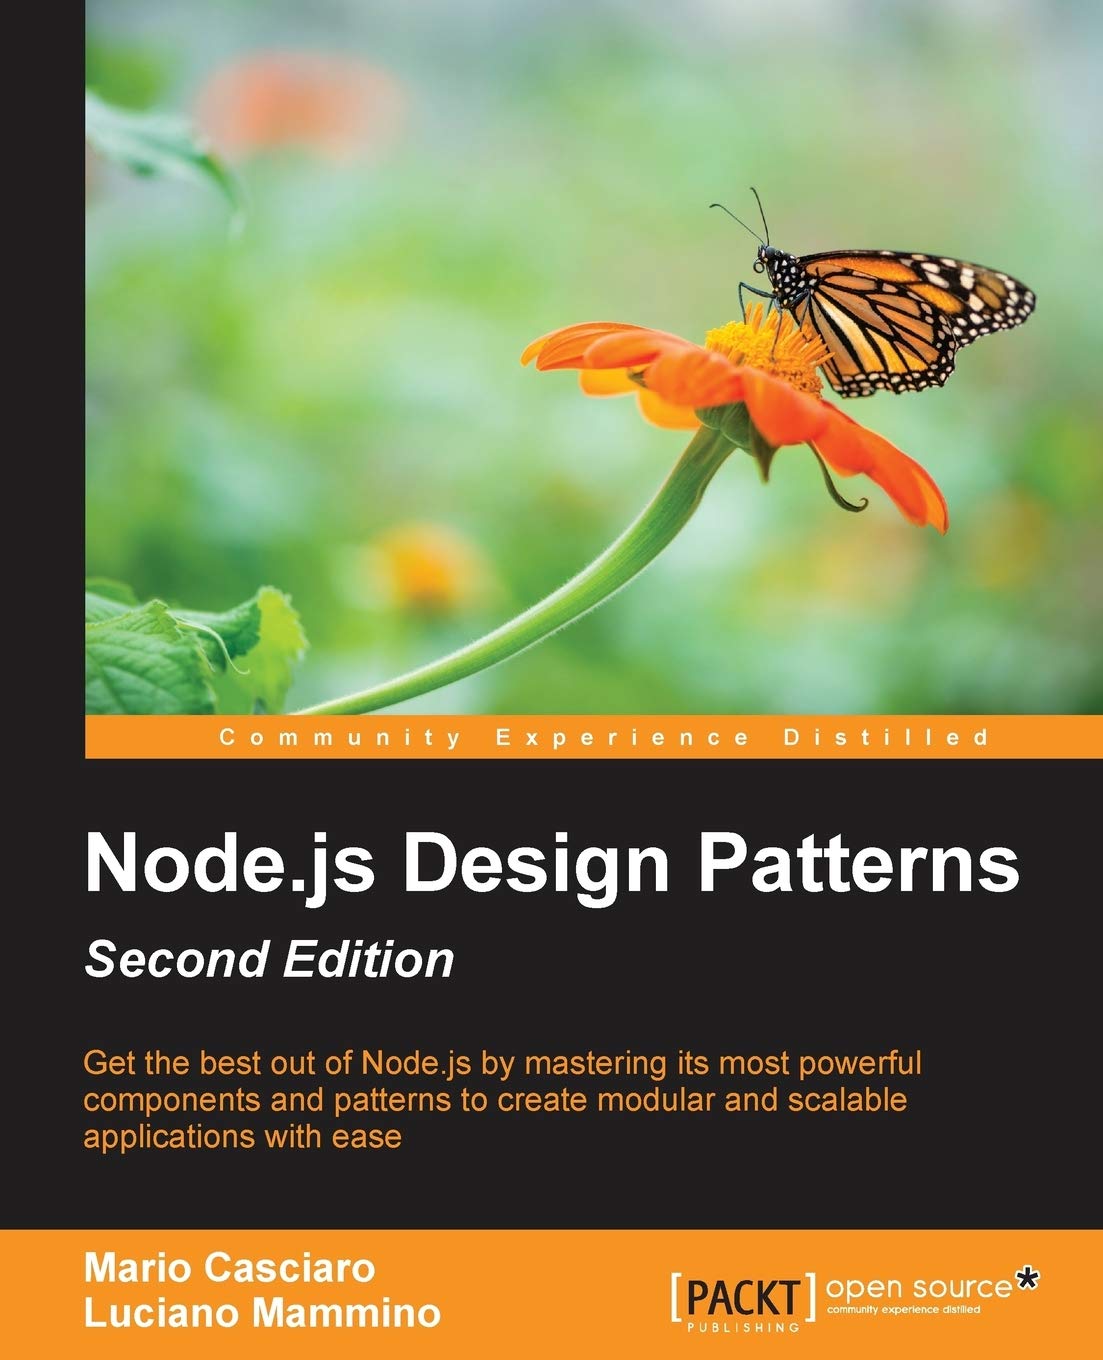 Community Experience Distilled
Node.js Design Patterns
Second Edition
Get the best out of Node.js by mastering its most powerful
components and patterns to create modular and scalable
applications with ease
Mario Casciaro
Luciano Mammino
[PACKT]
PUBLISHING
open source*
community experience distilled